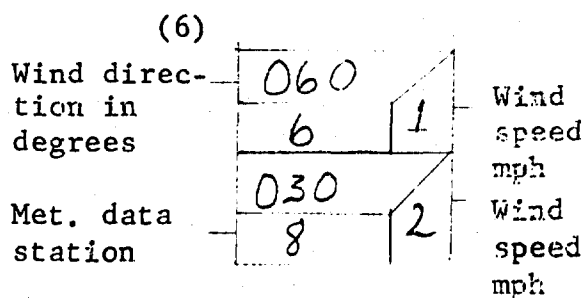 (6)
Wind direc-
tion in
degrees
060
6
1
Wind
speed
mph
Met. data
station
030
8
2
Wind
speed
mph